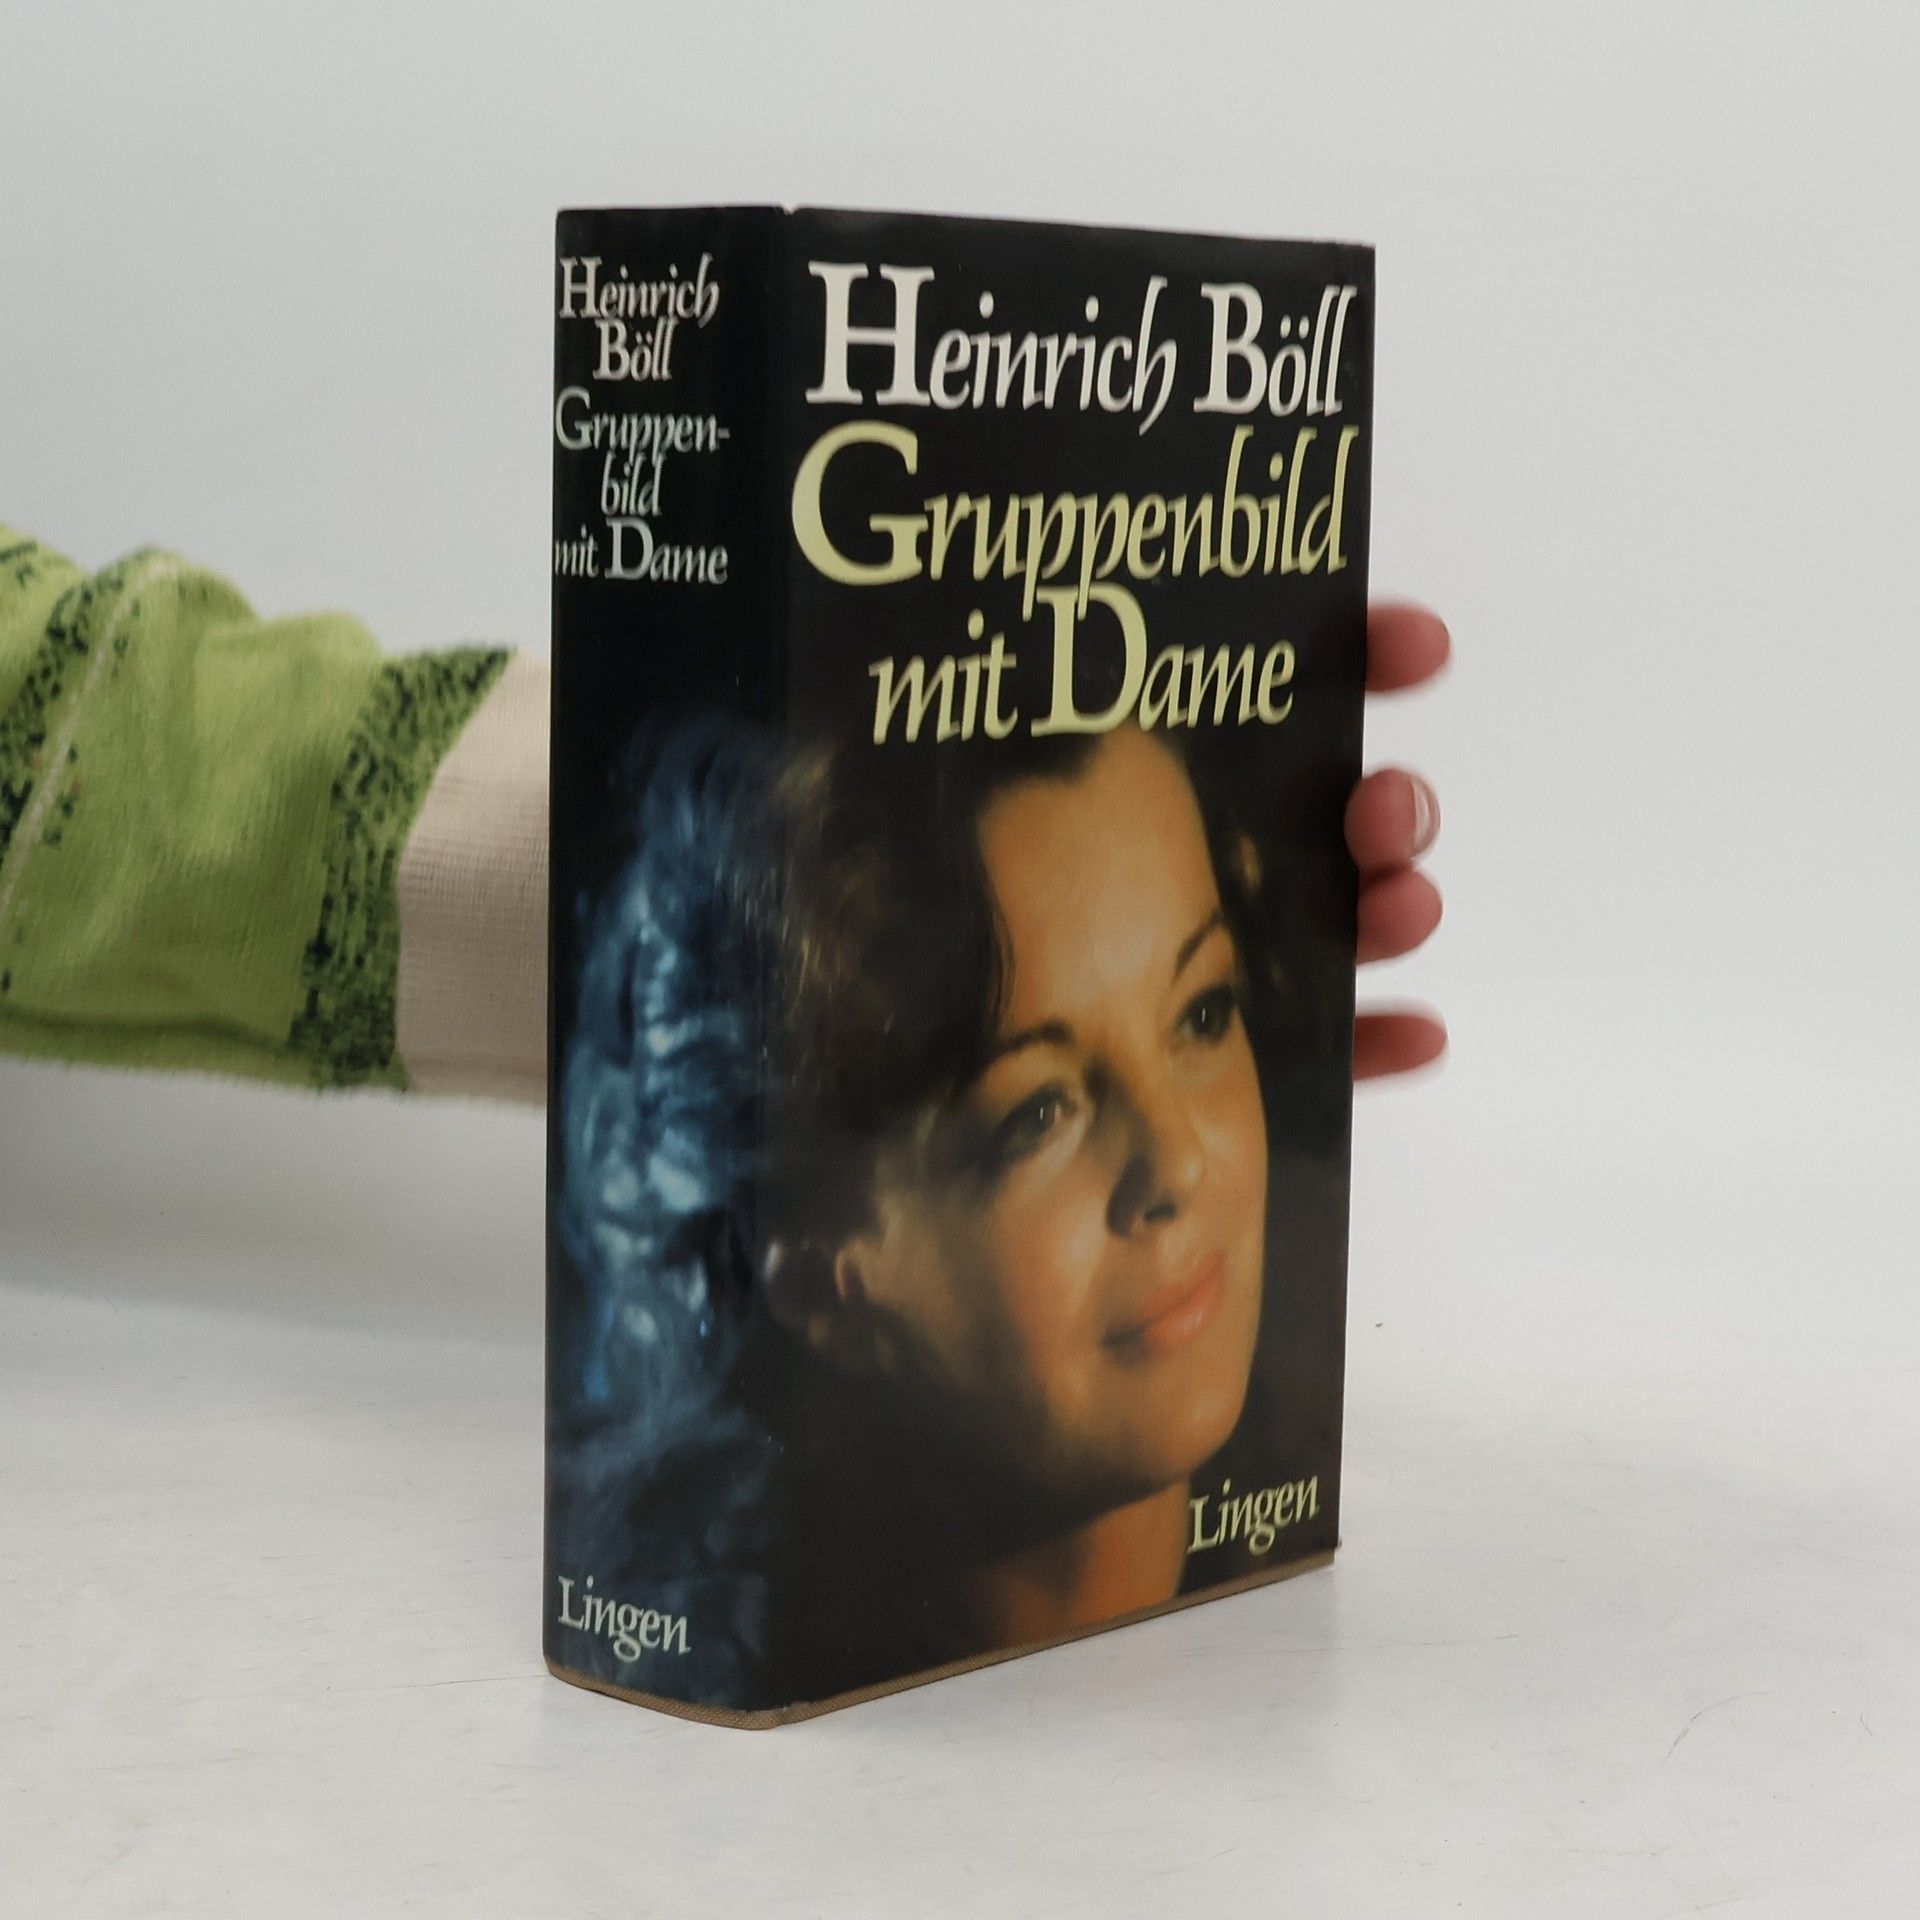 Heinrich
Böll
Gruppen-
bild
mit Dame
Lingen
Heinrich Böll
Gruppenbild
mit Dame
Lingen